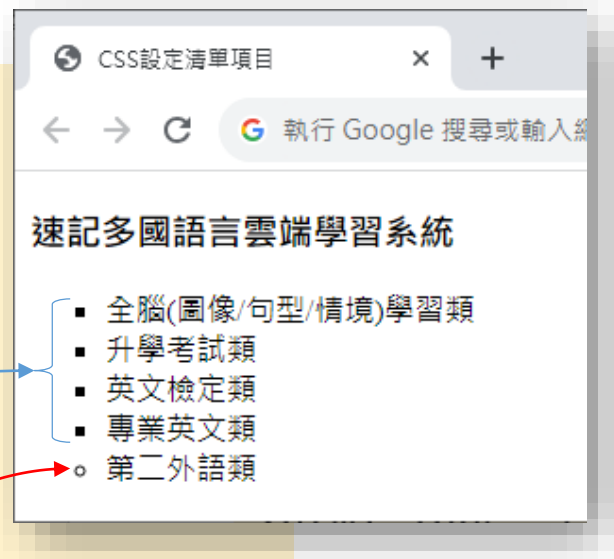 CSS設定清單項目
執行 Google 搜尋或輸入
速記多國語言雲端學習系統
全腦(圖像/句型/情境)學習類
升學考試類
英文檢定類
專業英文類
第二外語類